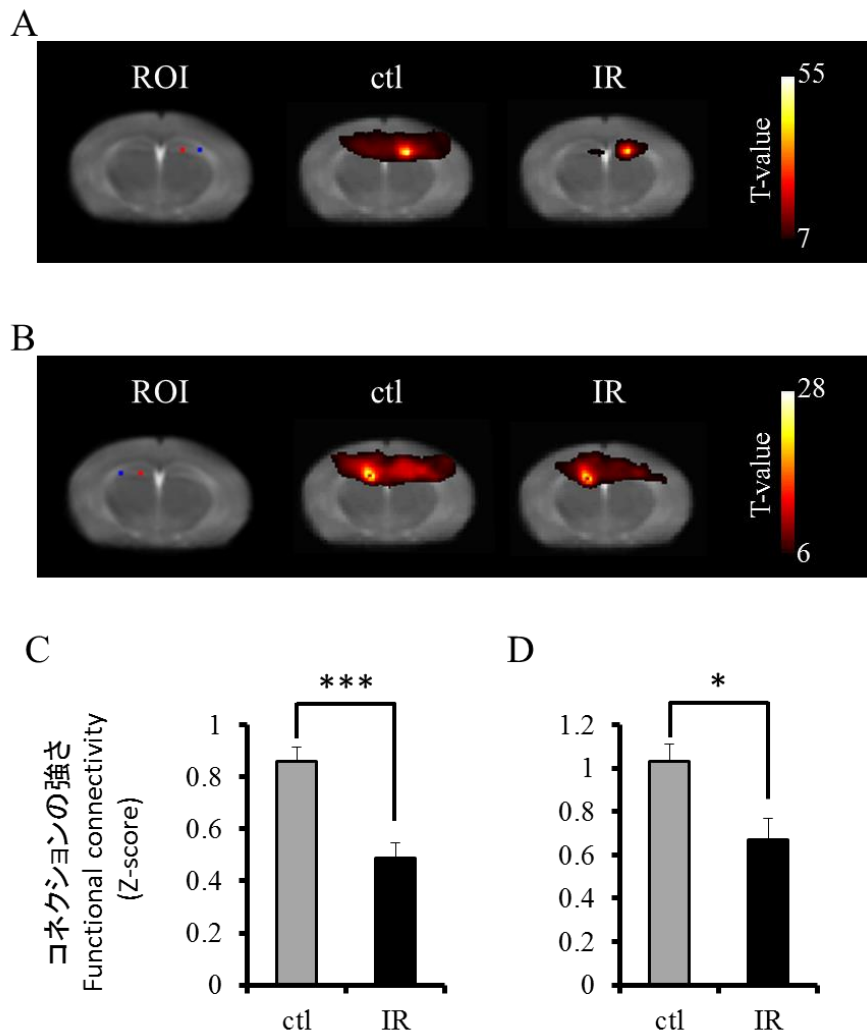 A
ROI
ctl
IR
55
T-value
7
B
ROI
ctl
IR
28
T-value
6
C
***
コネクションの強さ
Functional connectivity
(Z-score)
1
0.8
0.6
0.4
0.2
0
ctl
IR
D
*
1.2
1
0.8
0.6
0.4
0.2
0
ctl
IR